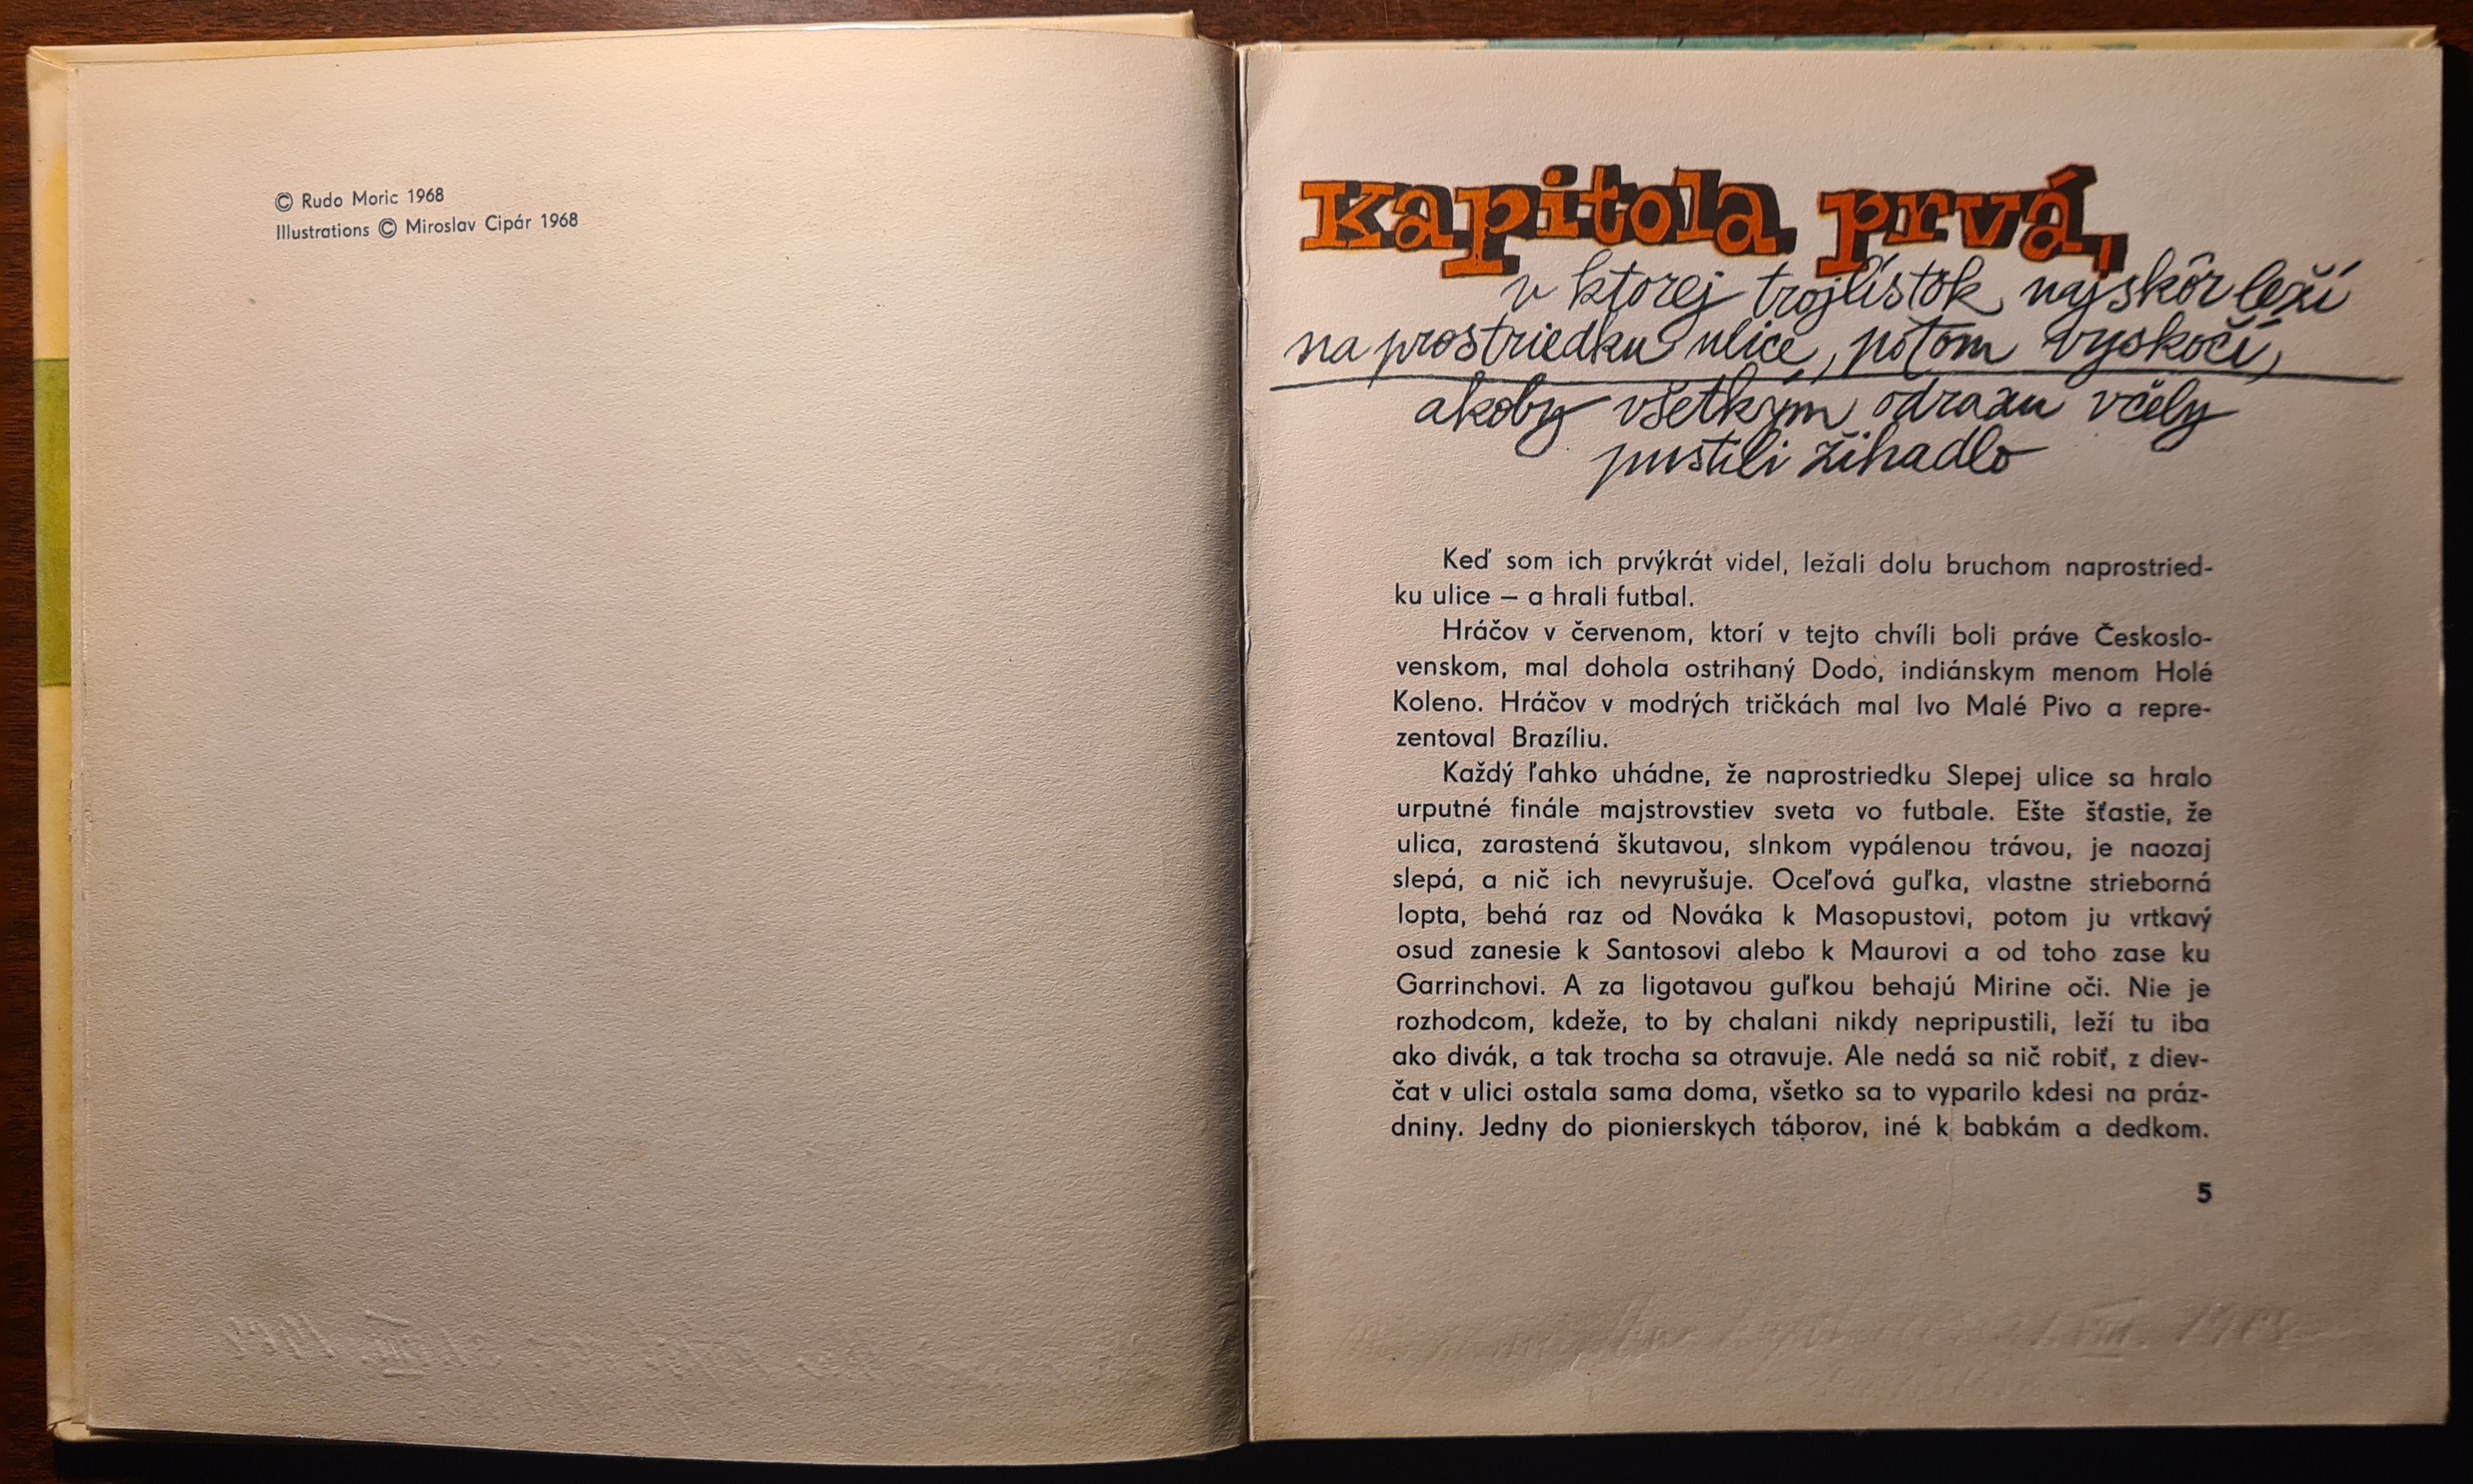 © Rudo Moric 1968
Illustrations © Miroslav Cipár 1968
Kapitola prvá,
v ktorej trojlístok najskôr leží
naprostriedku ulice, potom vyskočí,
akoby všetkým odrazu včely
pustili žihadlo
Keď som ich prvýkrát videl, ležali dolu bruchom naprostried-
ku ulice – a hrali futbal.
Hráčov v červenom, ktorí v tejto chvíli boli práve Českoslo-
venskom, mal dohola ostrihaný Dodo, indiánskym menom Holé
Koleno. Hráčov v modrých tričkách mal Ivo Malé Pivo a repre-
zentoval Brazíliu.
Každý ľahko uhádne, že naprostriedku Slepej ulice sa hralo
urputné finále majstrovstiev sveta vo futbale. Ešte šťastie, že
ulica, zarastená škutavou, slnkom vypálenou trávou, je naozaj
slepá, a nič ich nevyrušuje. Oceľová guľka, vlastne strieborná
lopta, behá raz od Nováka k Masopustovi, potom ju vrtkavý
osud zanesie k Santosovi alebo k Maurovi a od toho zase ku
Garrinchovi. A za ligotavou guľkou behajú Mirine oči. Nie je
rozhodcom, kdeže, to by chalani nikdy nepripustili, leží tu iba
ako divák, a tak trocha sa otravuje. Ale nedá sa nič robiť, z diev-
čat v ulici ostala sama doma, všetko sa to vyparilo kdesi na práz-
dniny. Jedny do pionierskych táborov, iné k babkám a dedkom.
5